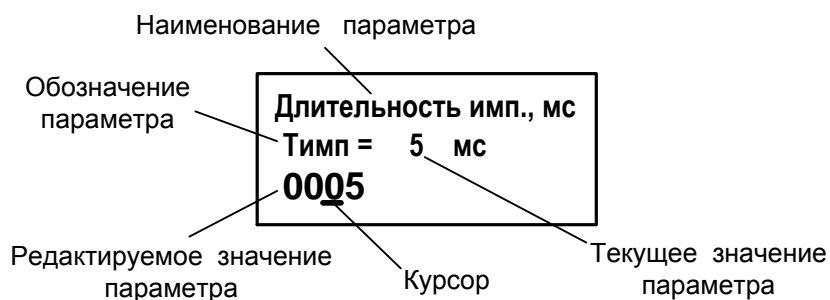 Наименование параметра
Обозначение
параметра
Длительность имп., мс
Тимп = 5 мс
0005
Редактируемое значение
параметра
Курсор
Текущее значение
параметра